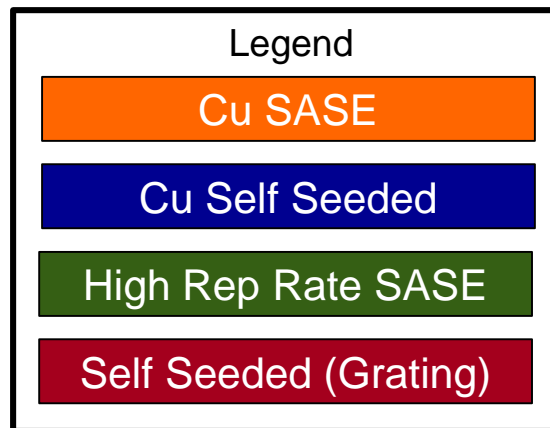 Legend
Cu SASE
Cu Self Seeded
High Rep Rate SASE
Self Seeded (Grating)